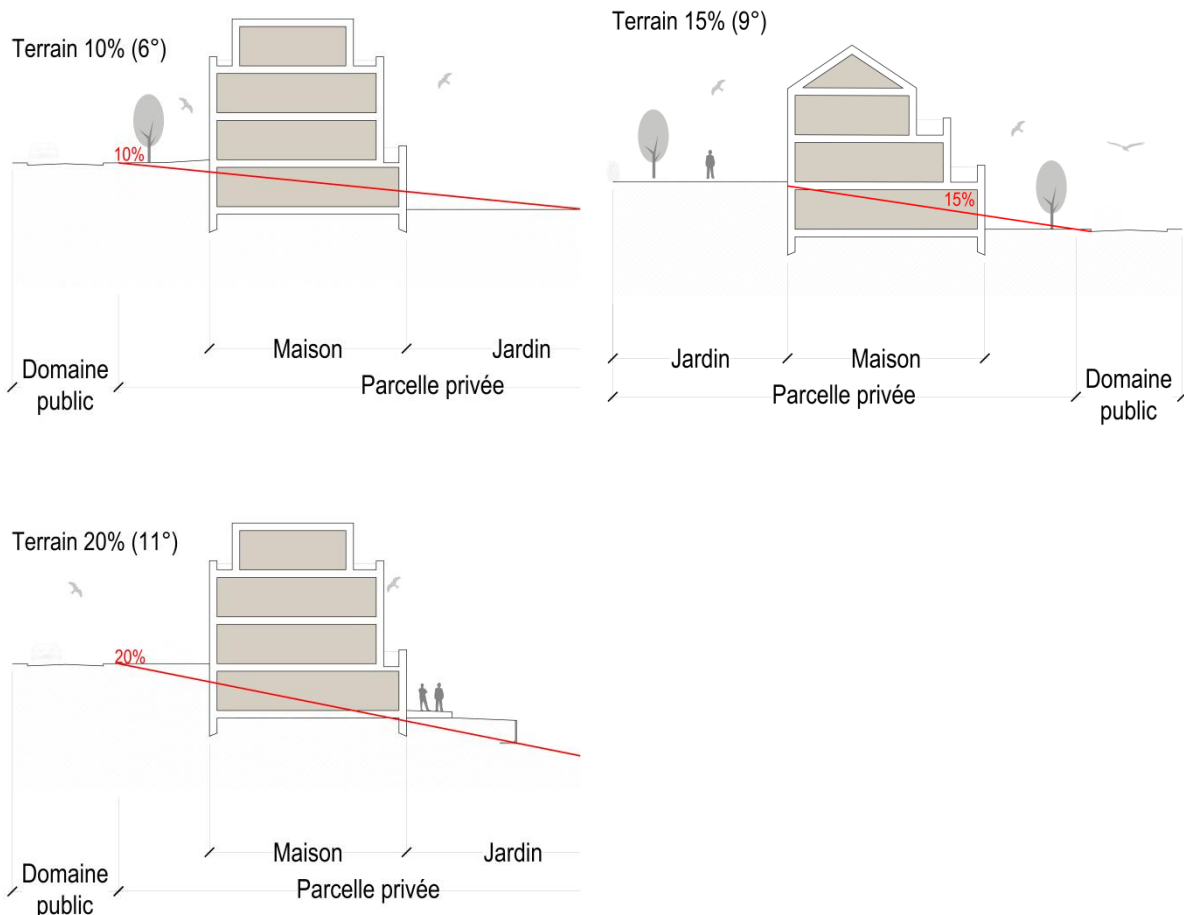 Terrain 10% (6°)
10%
Maison
Jardin
Domaine
public
Parcelle privée
Terrain 15% (9°)
15%
Jardin
Maison
Parcelle privée
Domaine
public
Terrain 20% (11°)
20%
Maison
Jardin
Domaine
public
Parcelle privée